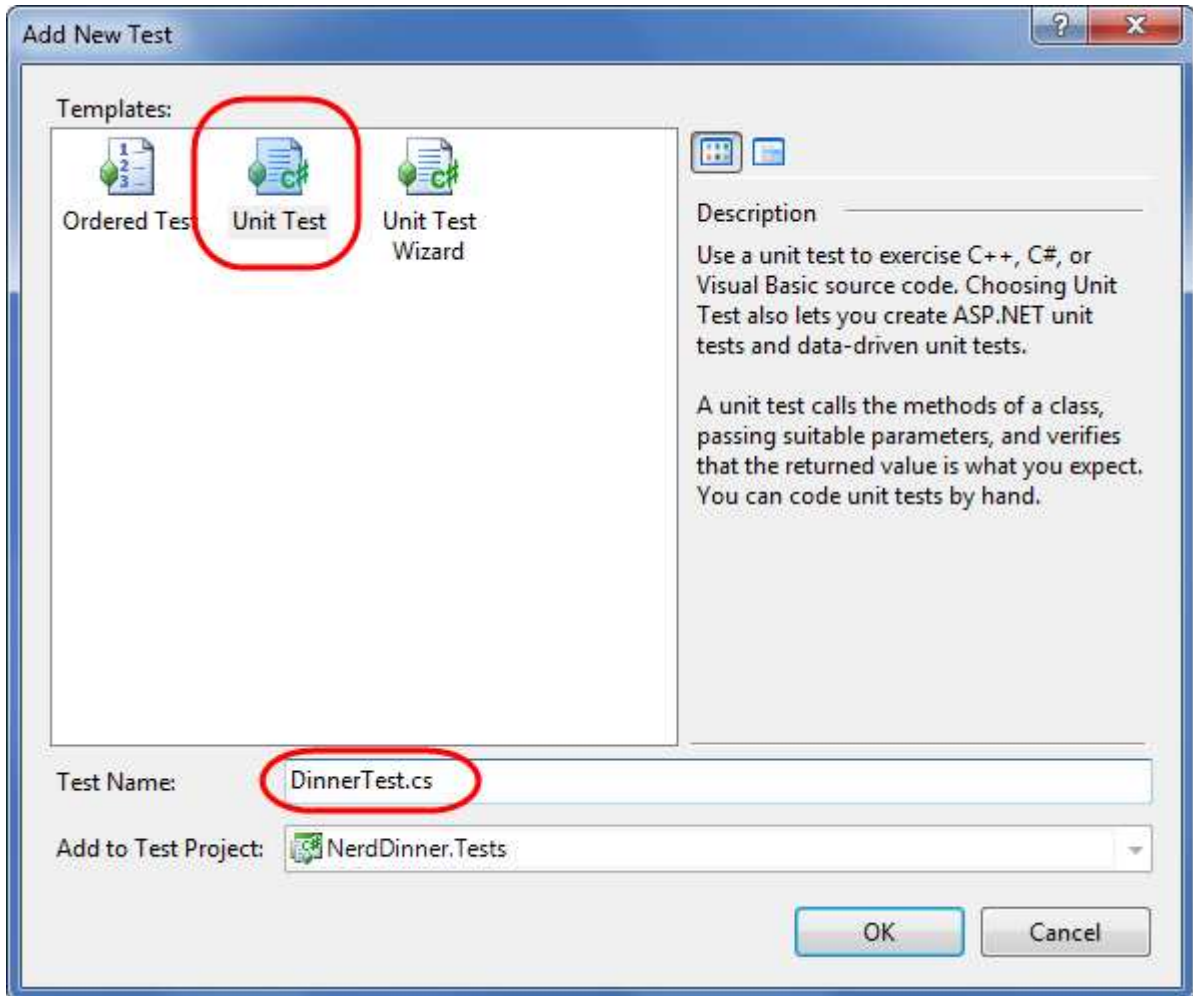 Add New Test
Templates:
Ordered Test
Unit Test
Unit Test
Wizard
Description
Use a unit test to exercise C++, C#, or
Visual Basic source code. Choosing Unit
Test also lets you create ASP.NET unit
tests and data-driven unit tests.
A unit test calls the methods of a class,
passing suitable parameters, and verifies
that the returned value is what you expect.
You can code unit tests by hand.
Test Name:
DinnerTest.cs
Add to Test Project:
NerdDinner.Tests
OK
Cancel